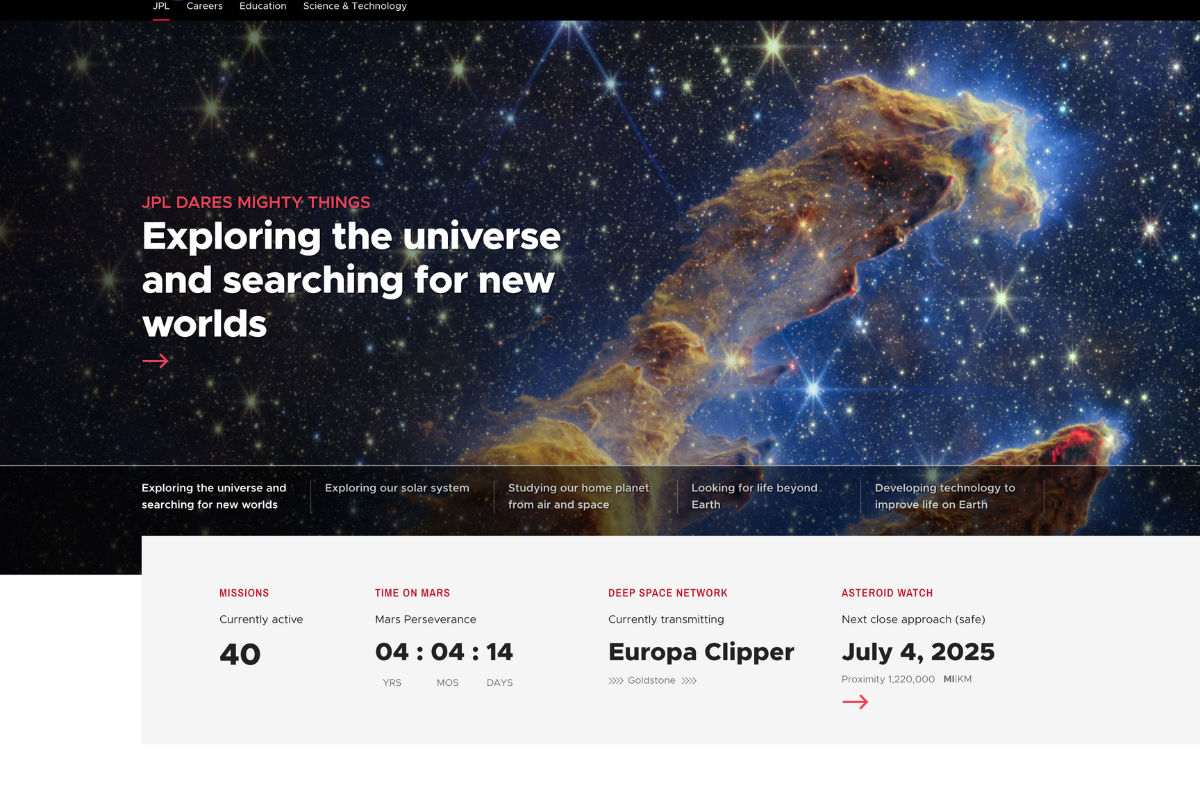 JPL Careers Education Science & Technology
JPL DARES MIGHTY THINGS
Exploring the universe
and searching for new
worlds
Exploring the universe and
searching for new worlds
Exploring our solar system
Studying our home planet
from air and space
Looking for life beyond
Earth
Developing technology to
improve life on Earth
MISSIONS
Currently active
40
TIME ON MARS
Mars Perseverance
04 : 04 : 14
YRS MOS DAYS
DEEP SPACE NETWORK
Currently transmitting
Europa Clipper
Goldstone
ASTEROID WATCH
Next close approach (safe)
July 4, 2025
Proximity 1,220,000 MI|KM